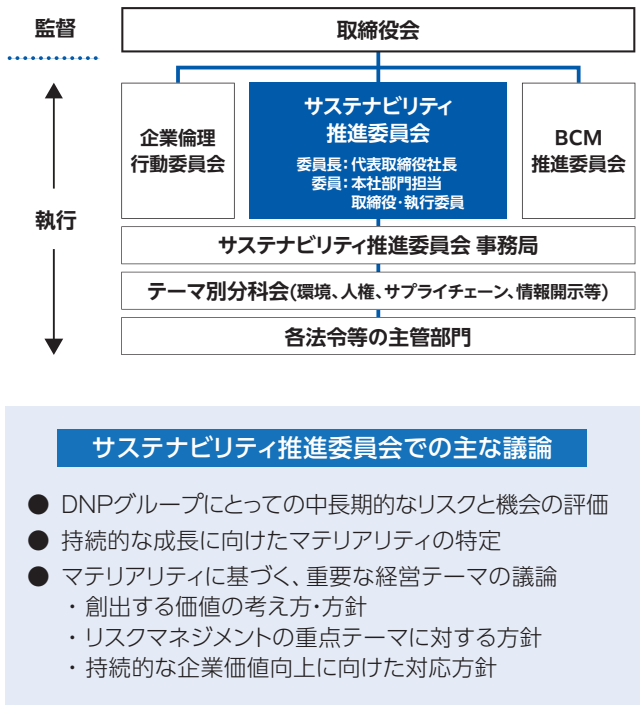 監督
取締役会
企業倫理
行動委員会
サステナビリティ
推進委員会
委員長：代表取締役社長
委員：本社部門担当
取締役・執行委員
BCM
推進委員会
執行
サステナビリティ推進委員会 事務局
テーマ別分科会(環境、人権、サプライチェーン、情報開示等)
各法令等の主管部門
サステナビリティ推進委員会での主な議論
● DNPグループにとっての中長期的なリスクと機会の評価
● 持続的な成長に向けたマテリアリティの特定
● マテリアリティに基づく、重要な経営テーマの議論
・創出する価値の考え方・方針
・リスクマネジメントの重点テーマに対する方針
・持続的な企業価値向上に向けた対応方針